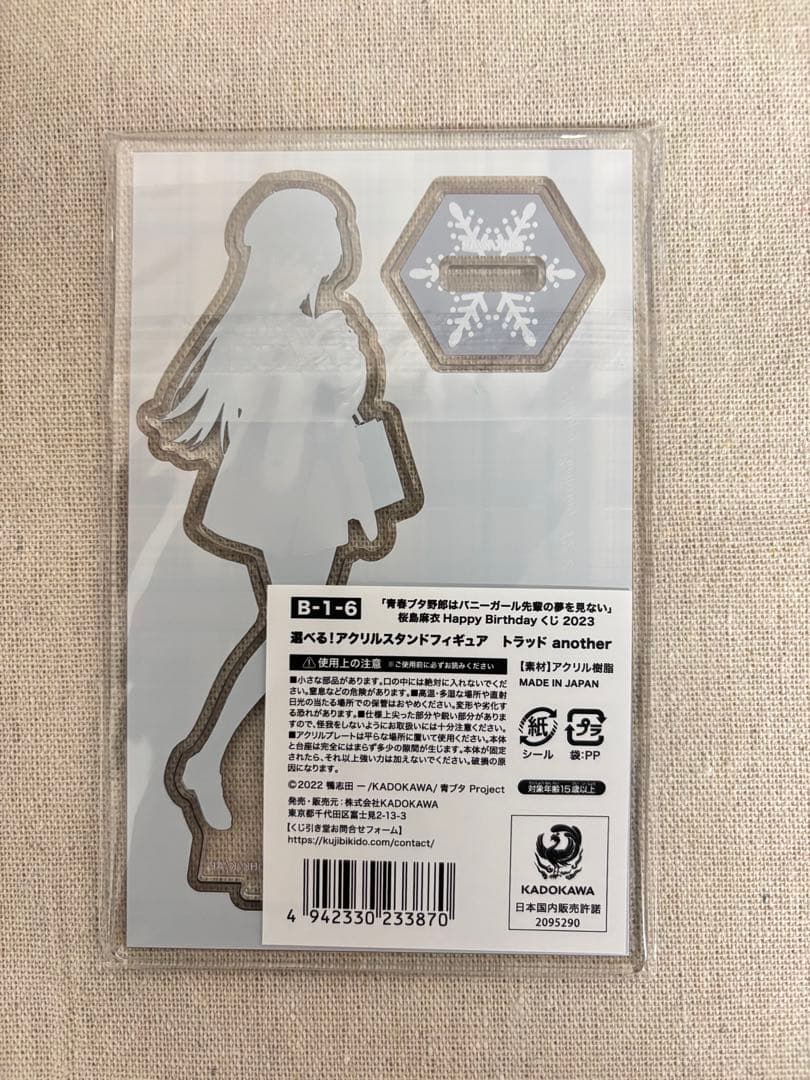 B-1-6
「青春ブタ野郎はバニーガール先輩の夢を見ない」
桜島麻衣 Happy Birthday くじ 2023
選べる！アクリルスタンドフィギュア　トラッド another
使用上の注意 ※ご使用前に必ずお読みください
■小さな部品があります。口の中には絶対に入れないでくだ
さい。窒息などの危険があります。■高温・多湿な場所や直射
日光の当たる場所での保管はおやめください。変形や劣化す
る恐れがあります。■仕様上尖った部分や鋭い部分がありま
すので、怪我をしないようにお取扱いには十分注意ください。
■アクリルプレートは平らな場所に置いて使用ください。本体
と台座は完全にはまらず多少の隙間が生じます。本体が固定
されたら、それ以上強い力は加えないでください。破損の原
因になります。
【素材】アクリル樹脂
MADE IN JAPAN
紙
シール
プラ
袋:PP
対象年齢15歳以上
©2022 鴨志田 一/KADOKAWA/ 青ブタ Project
発売・販売元：株式会社KADOKAWA
東京都千代田区富士見2-13-3
【くじ引き堂お問合せフォーム】
https://kujibikido.com/contact/
4 942330 233870
KADOKAWA
日本国内販売許諾
2095290